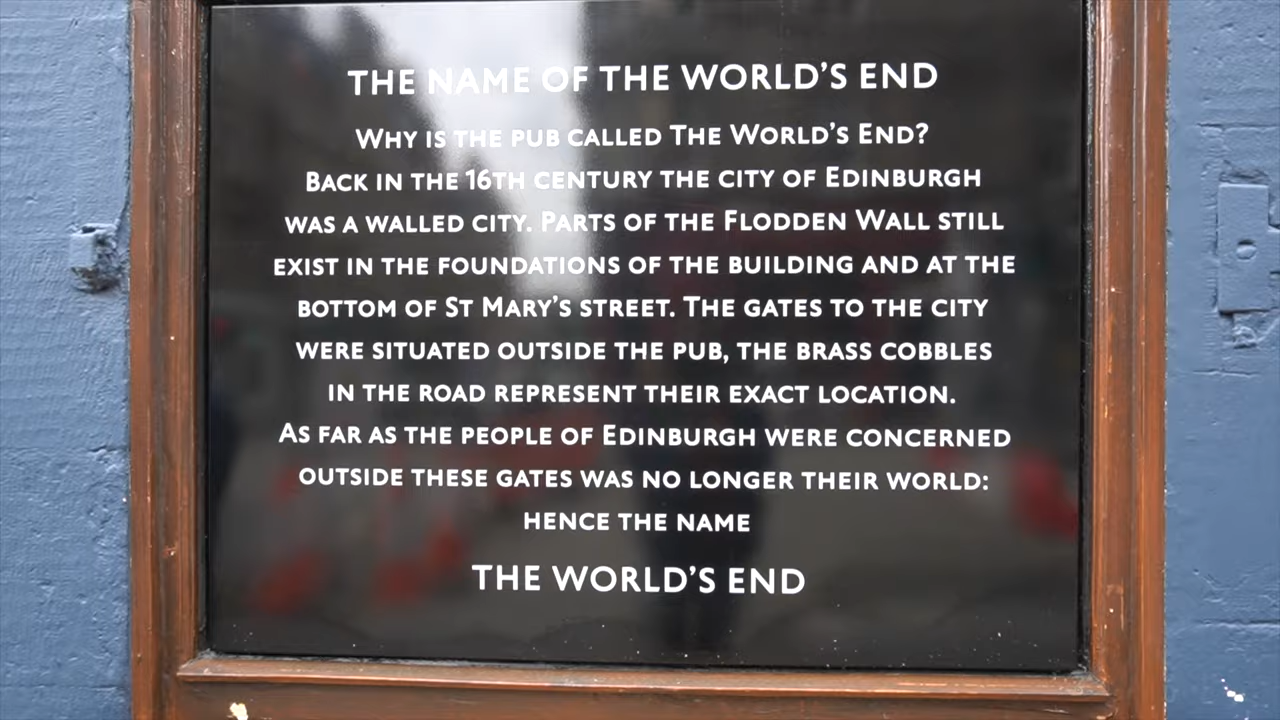 THE NAME OF THE WORLD'S END
WHY IS THE PUB CALLED THE WORLD'S END?
BACK IN THE 16TH CENTURY THE CITY OF EDINBURGH
WAS A WALLED CITY. PARTS OF THE FLODDEN WALL STILL
EXIST IN THE FOUNDATIONS OF THE BUILDING AND AT THE
BOTTOM OF ST MARY'S STREET. THE GATES TO THE CITY
WERE SITUATED OUTSIDE THE PUB, THE BRASS COBBLES
IN THE ROAD REPRESENT THEIR EXACT LOCATION.
AS FAR AS THE PEOPLE OF EDINBURGH WERE CONCERNED
OUTSIDE THESE GATES WAS NO LONGER THEIR WORLD:
HENCE THE NAME
THE WORLD'S END